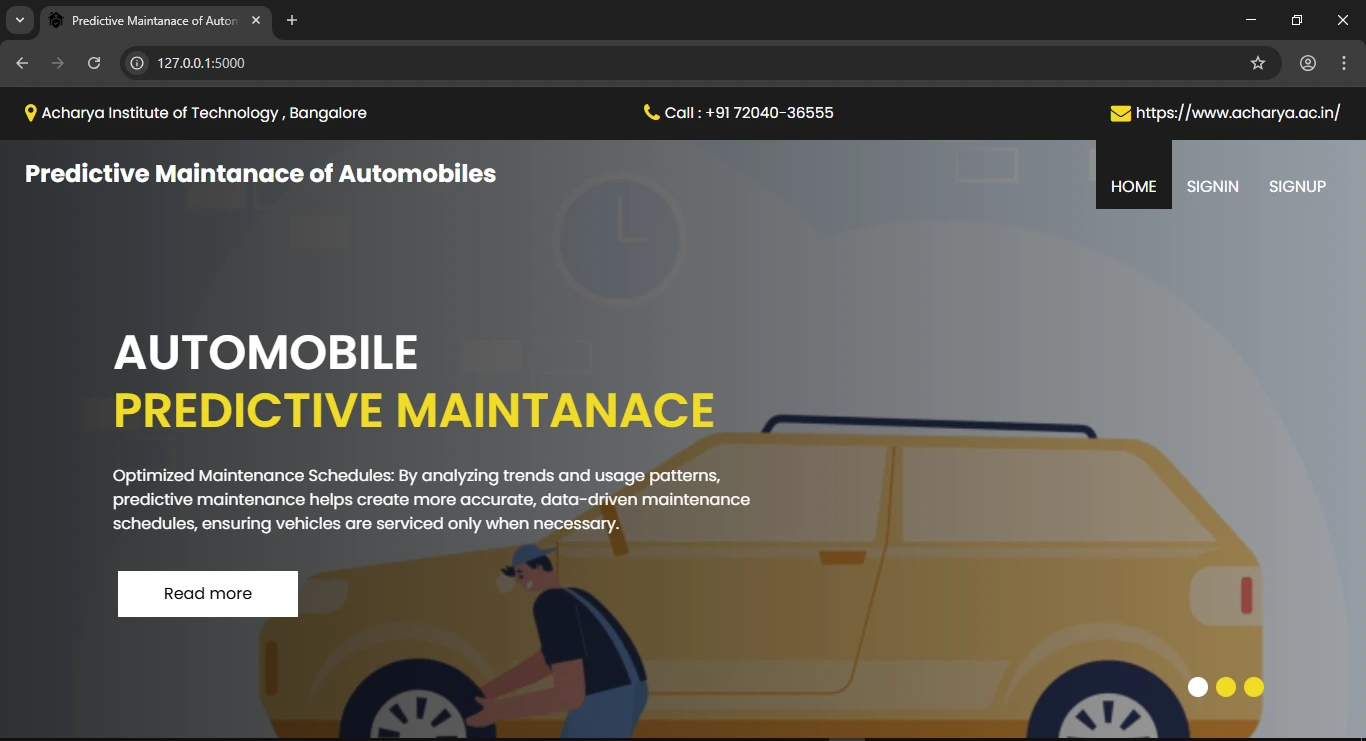 Predictive Maintanace of Autom
127.0.0.1:5000
Acharya Institute of Technology , Bangalore
Call : +91 72040-36555
https://www.acharya.ac.in/
Predictive Maintanace of Automobiles
HOME
SIGNIN
SIGNUP
AUTOMOBILE
PREDICTIVE MAINTANACE
Optimized Maintenance Schedules: By analyzing trends and usage patterns,
predictive maintenance helps create more accurate, data-driven maintenance
schedules, ensuring vehicles are serviced only when necessary.
Read more